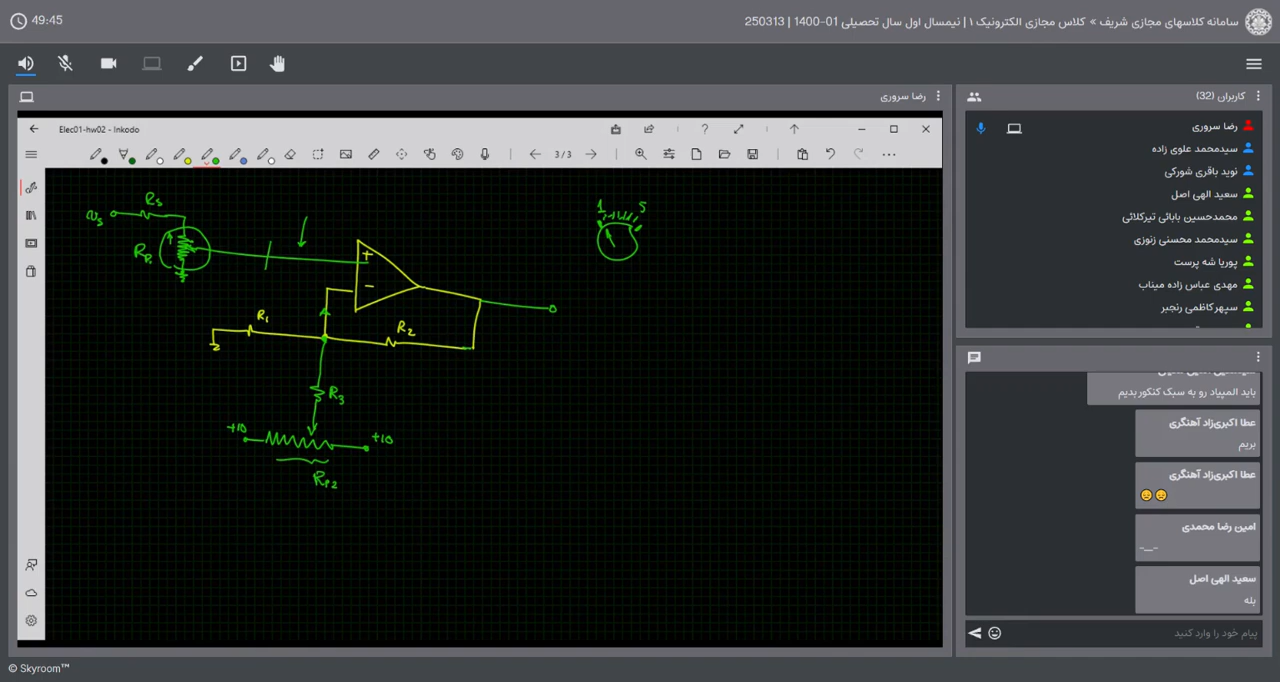 49:45
سامانه کلاسهای مجازی شریف » کلاس مجازی الکترونیک ۱ | نیمسال اول سال تحصیلی 01-1400 | 250313
رضا سروری
کاربران (32)
Elec01-hw02 - Inkodo
3/3
رضا سروری
سیدمحمد علوی زاده
نوید باقری شورکی
سعید الهی اصل
محمدحسین بابائی تیرکلائی
سیدمحمد محسنی زنوزی
پوریا شه پرست
مهدی عباس زاده میناب
سپهر کاظمی رنجبر
Rs
vs
RP1
+
-
1
5
R1
R2
R3
+10
+10
RP2
باید المپیاد رو به سبک کنکور بدیم
عطا اکبری‌زاد آهنگری
بریم
عطا اکبری‌زاد آهنگری
😔😔
امین رضا محمدی
-__-
سعید الهی اصل
بله
پیام خود را وارد کنید
© Skyroom™